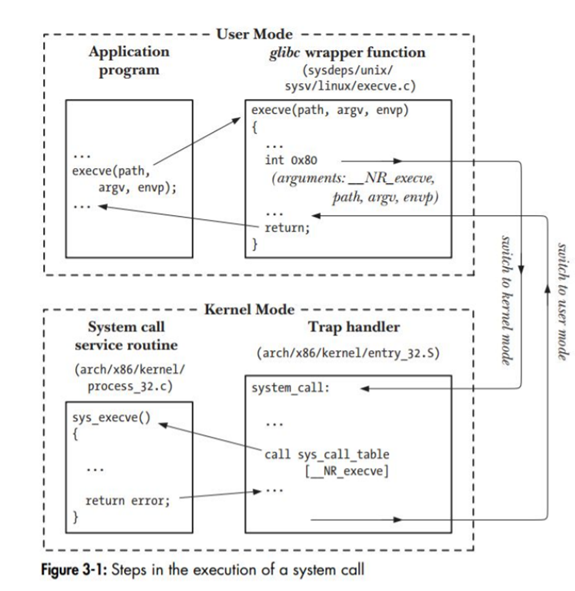 User Mode
Application
program
glibc wrapper function
(sysdeps/unix/
sysv/linux/execve.c)
...
execve(path,
argv, envp);
...
execve(path, argv, envp)
{
...
int 0x80
(arguments: __NR_execve,
path, argv, envp)
...
return;
}
switch to kernel mode
switch to user mode
Kernel Mode
System call
service routine
(arch/x86/kernel/
process_32.c)
Trap handler
(arch/x86/kernel/entry_32.S)
sys_execve()
{
...
return error;
}
system_call:
...
call sys_call_table
[__NR_execve]
...
Figure 3-1: Steps in the execution of a system call